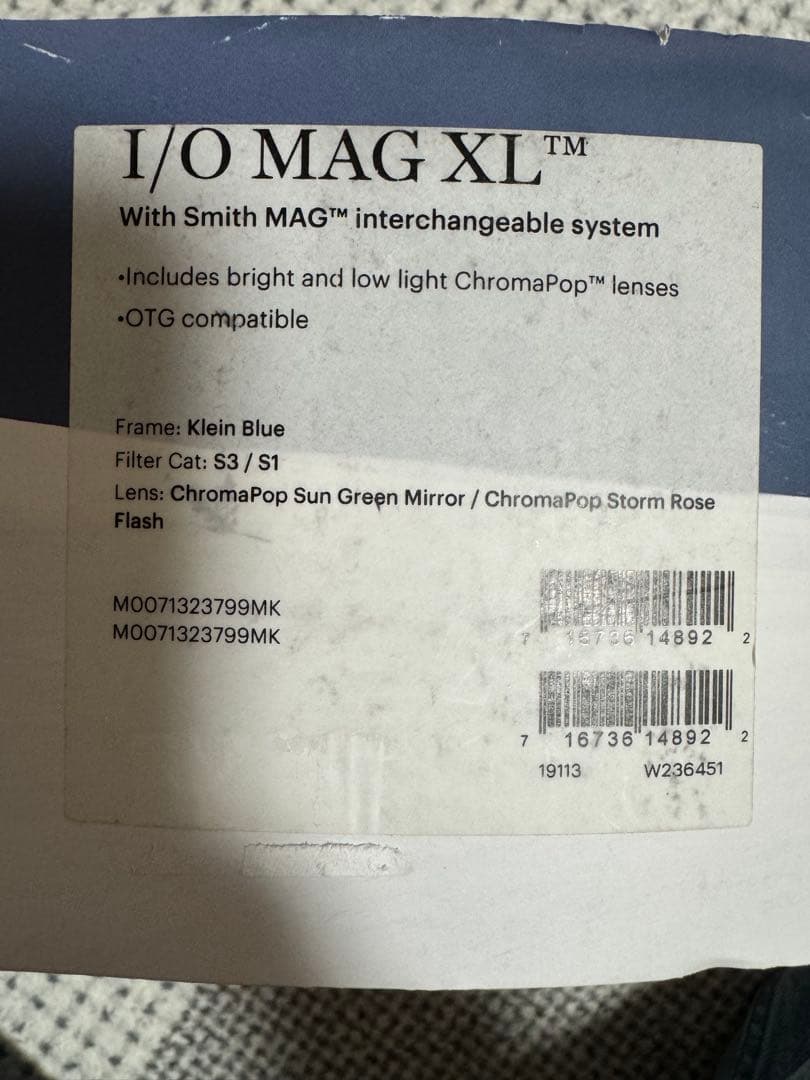 I/O MAG XL™
With Smith MAG™ interchangeable system
•Includes bright and low light ChromaPop™ lenses
•OTG compatible
Frame: Klein Blue
Filter Cat: S3 / S1
Lens: ChromaPop Sun Green Mirror / ChromaPop Storm Rose
Flash
M0071323799MK
M0071323799MK
7 16736 14892 2
7 16736 14892 2
19113 W236451